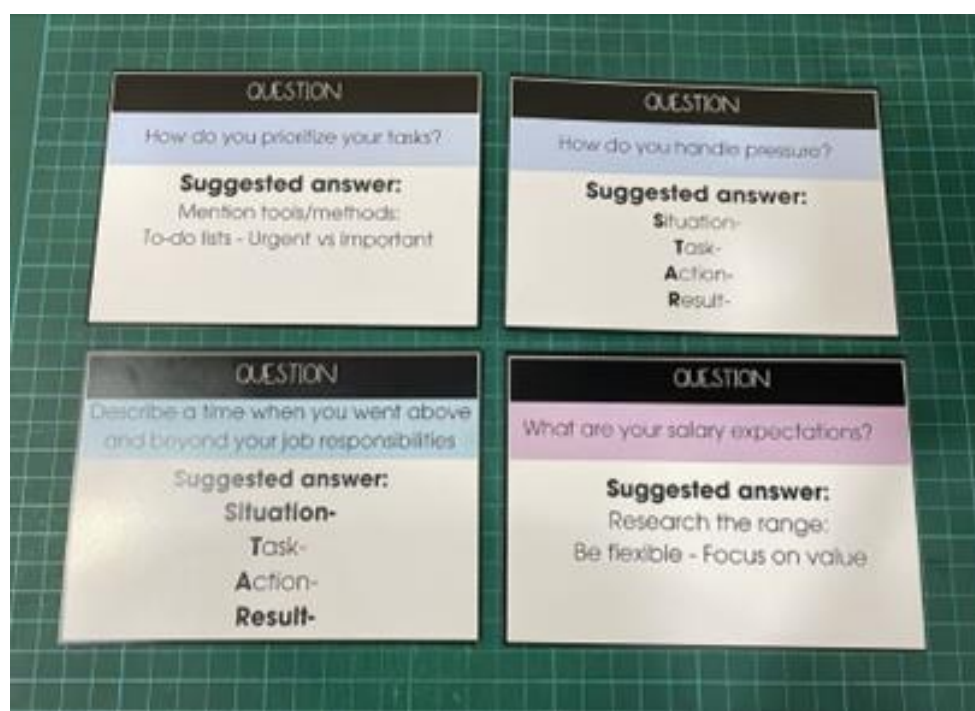 QUESTION
How do you prioritize your tasks?
Suggested answer:
Mention tools/methods:
To-do lists - Urgent vs important
QUESTION
How do you handle pressure?
Suggested answer:
Situation-
Task-
Action-
Result-
QUESTION
Describe a time when you went above
and beyond your job responsibilities
Suggested answer:
Situation-
Task-
Action-
Result-
QUESTION
What are your salary expectations?
Suggested answer:
Research the range:
Be flexible - Focus on value